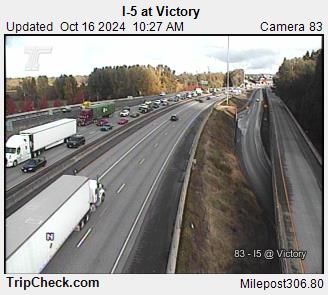 I-5 at Victory
Updated Oct 16 2024 10:27 AM Camera 83
83 - I5 @ Victory
TripCheck.com Milepost306.80